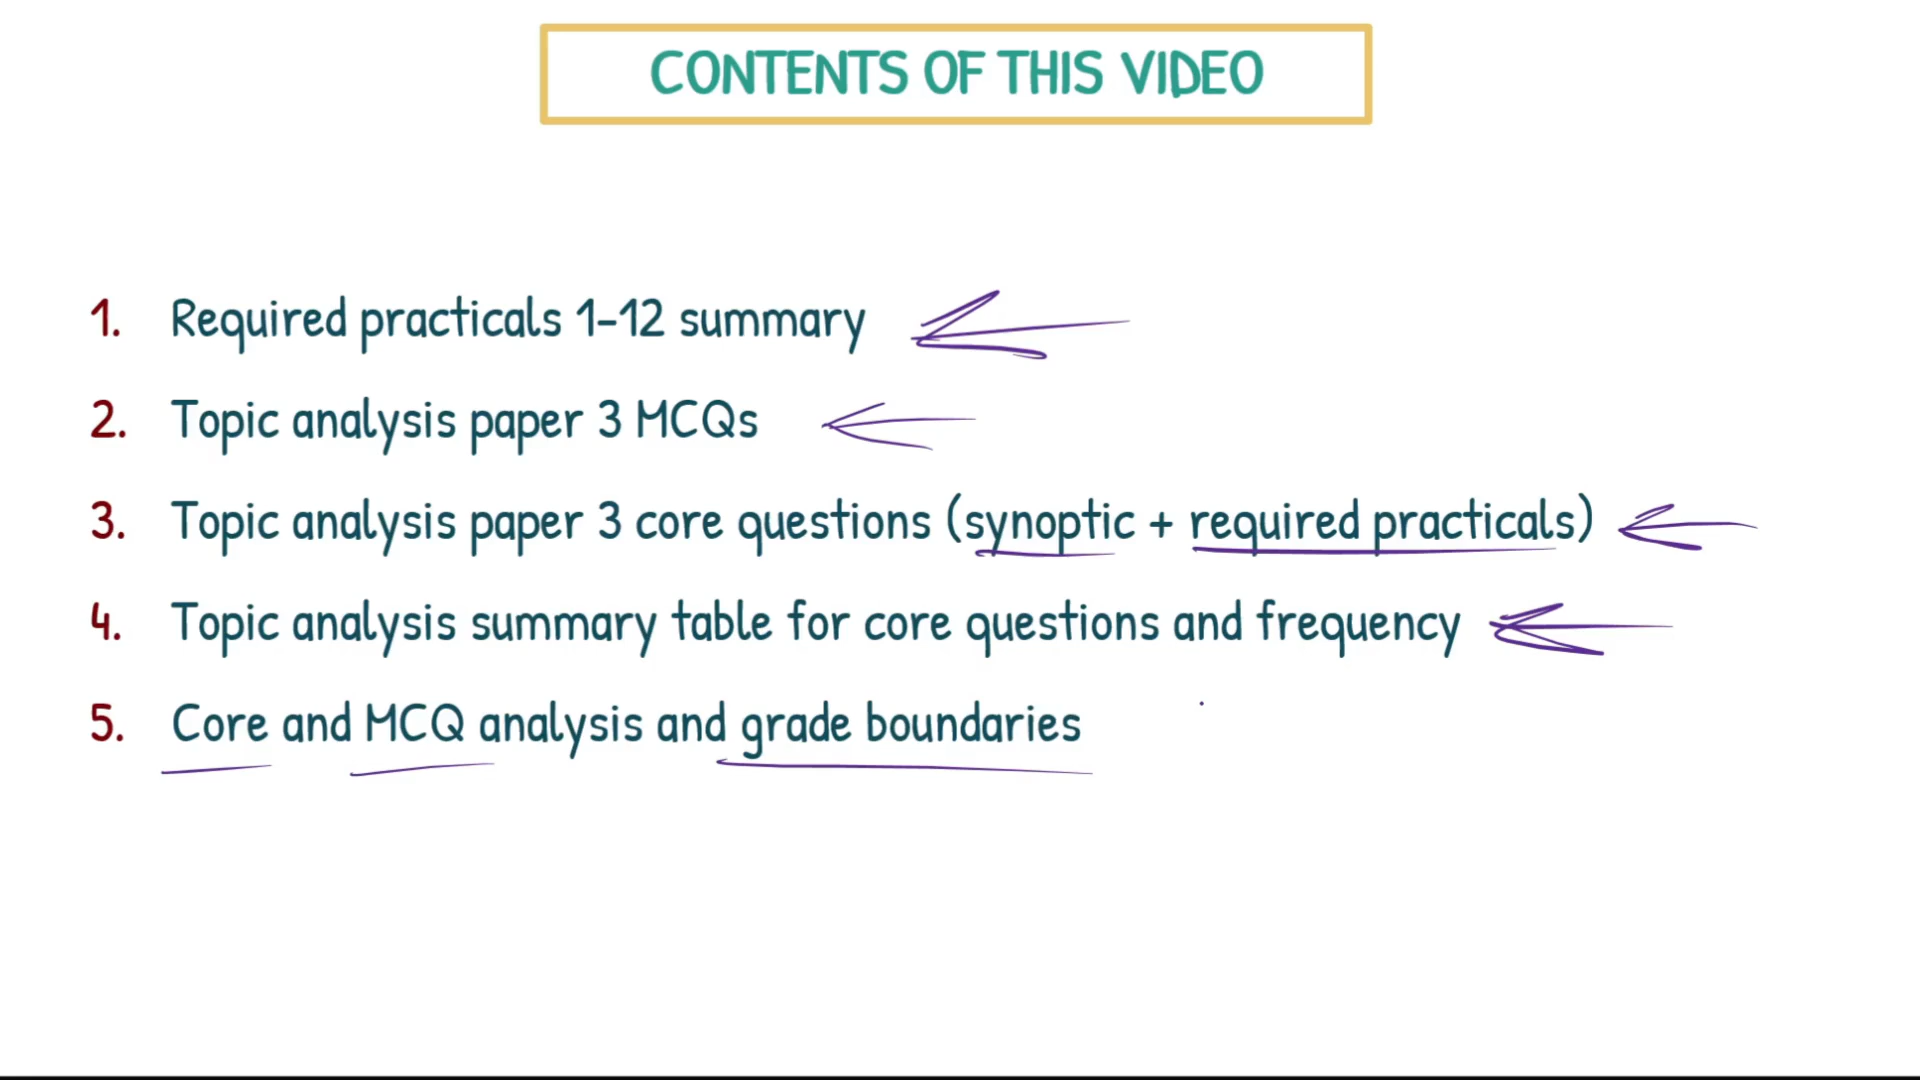 CONTENTS OF THIS VIDEO
1. Required practicals 1-12 summary
2. Topic analysis paper 3 MCQs
3. Topic analysis paper 3 core questions (synoptic + required practicals)
4. Topic analysis summary table for core questions and frequency
5. Core and MCQ analysis and grade boundaries